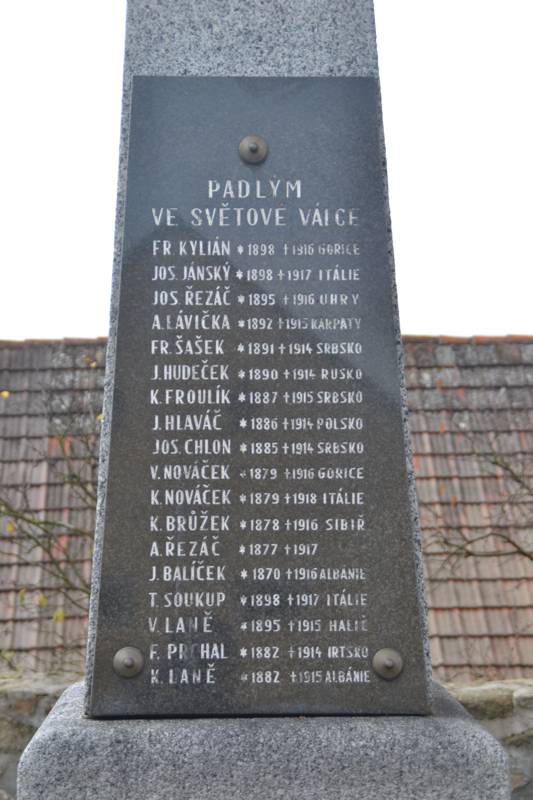 PADLÝM
VE SVĚTOVÉ VÁLCE
FR. KYLIÁN * 1898 † 1916 GORICE
JOS. JÁNSKÝ * 1898 † 1917 ITÁLIE
JOS. ŘEZÁČ * 1895 † 1916 UHRY
A. LÁVIČKA * 1892 † 1915 KARPATY
FR. ŠAŠEK * 1891 † 1914 SRBSKO
J. HUDEČEK * 1890 † 1914 RUSKO
K. FROULÍK * 1887 † 1915 SRBSKO
J. HLAVÁČ * 1886 † 1914 POLSKO
JOS. CHLON * 1885 † 1914 SRBSKO
V. NOVÁČEK * 1879 † 1916 GORICE
K. NOVÁČEK * 1879 † 1918 ITÁLIE
K. BRŮŽEK * 1878 † 1916 SIBIŘ
A. ŘEZÁČ * 1877 † 1917
J. BALÍČEK * 1870 † 1916 ALBANIE
T. SOUKUP * 1898 † 1917 ITÁLIE
V. LANĚ * 1895 † 1915 HALIČ
F. PRCHAL * 1882 † 1914 IRTSKO
K. LANĚ * 1882 † 1915 ALBÁNIE